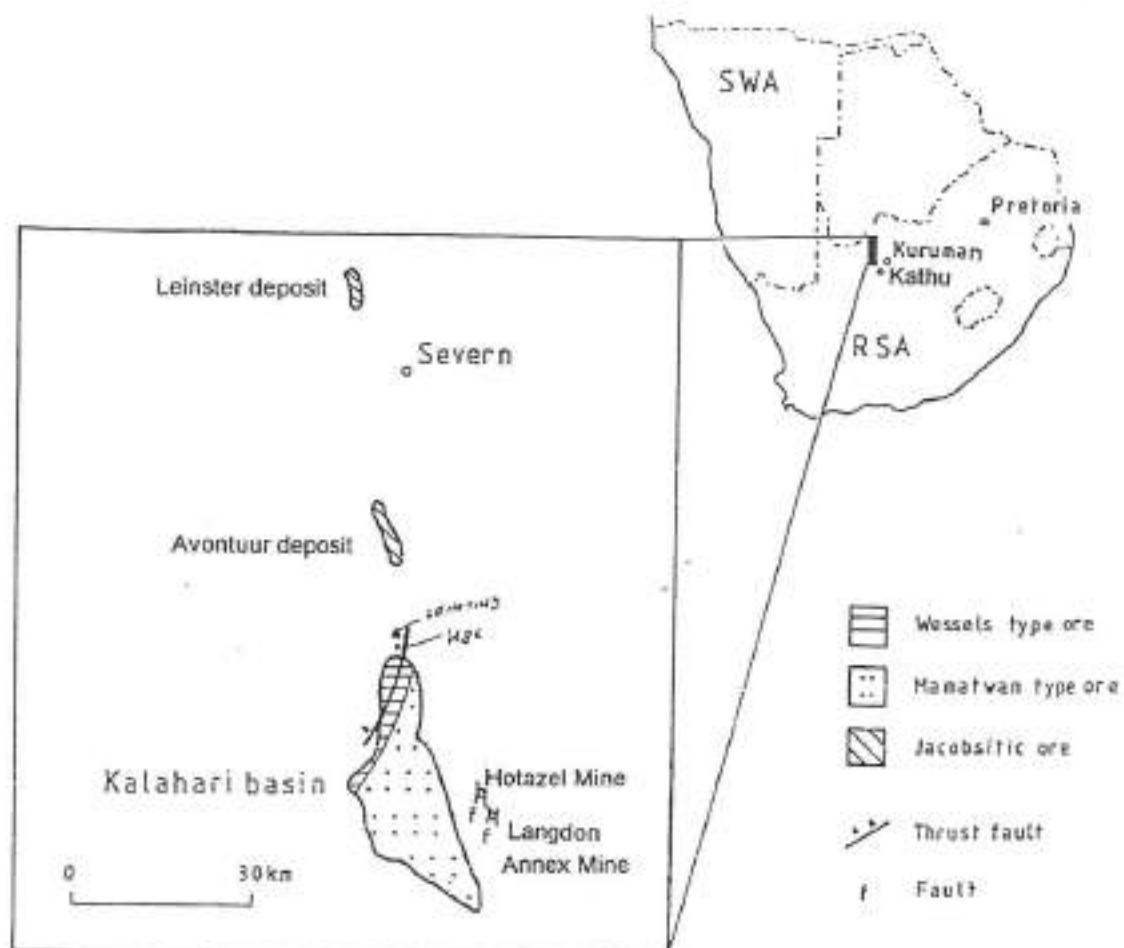 SWA
Pretoria
Kuruman
Kathu
RSA
Leinster deposit
Severn
Avontuur deposit
Kalahari basin
Hotazel Mine
f
f
Langdon
Annex Mine
0 30km
Wessels type ore
Mamatwan type ore
Jacobsitic ore
Thrust fault
f Fault